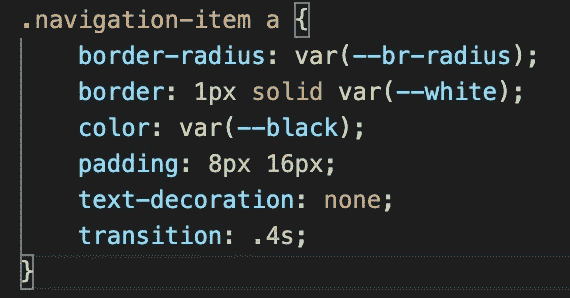 .navigation-item a {
border-radius: var(--br-radius);
border: 1px solid var(--white);
color: var(--black);
padding: 8px 16px;
text-decoration: none;
transition: .4s;
}